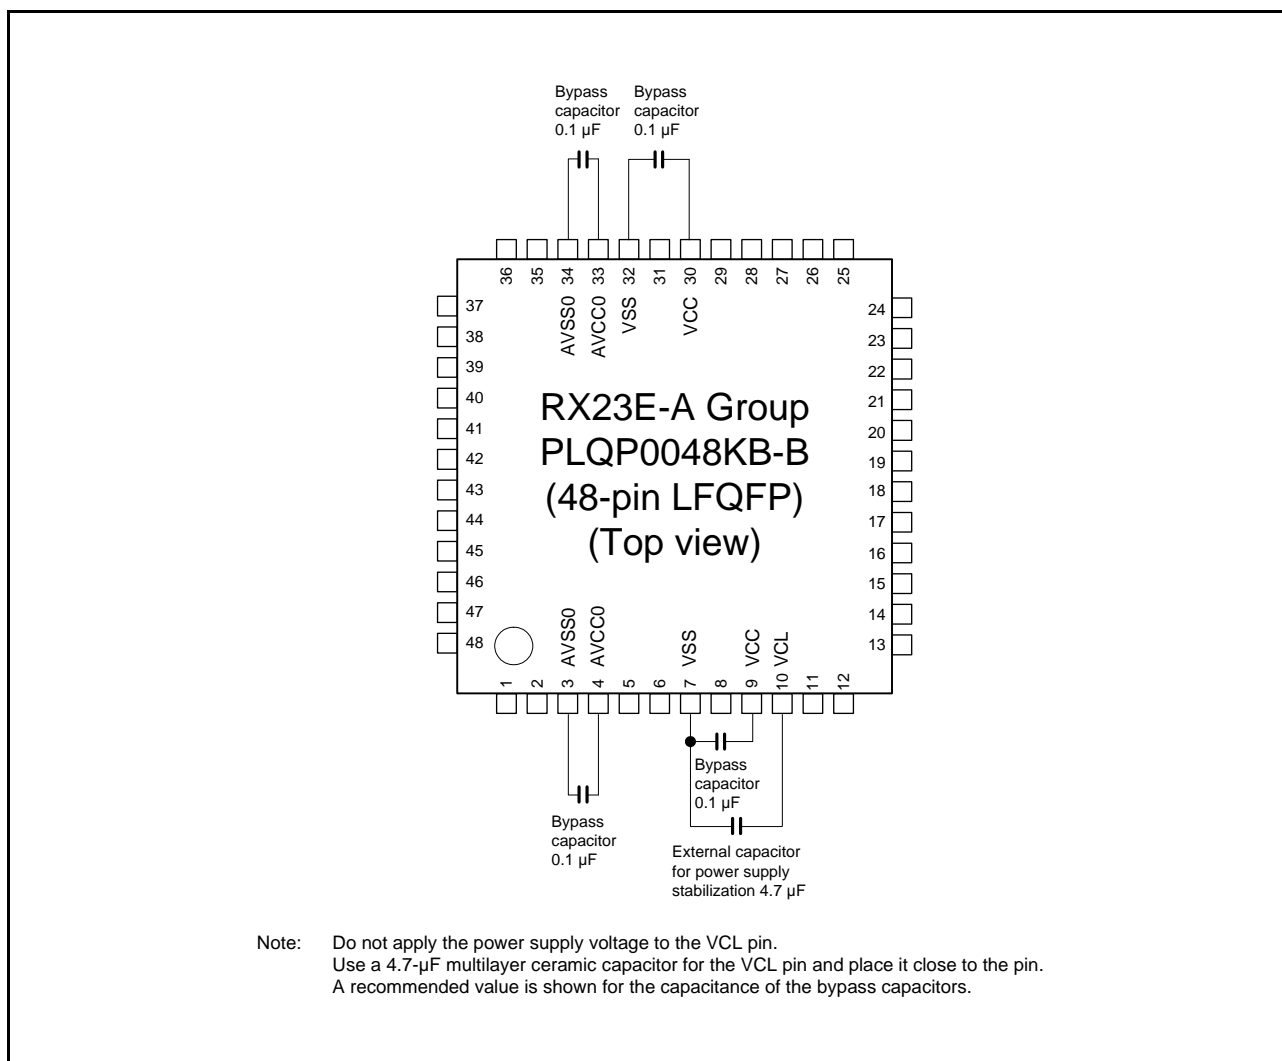 Bypass
capacitor
0.1 µF
Bypass
capacitor
0.1 µF
36
35
34
33
32
31
30
29
28
27
26
25
AVSS0
AVCC0
VSS
VCC
37
38
39
40
41
42
43
44
45
46
47
48
24
23
22
21
20
19
18
17
16
15
14
13
RX23E-A Group
PLQP0048KB-B
(48-pin LFQFP)
(Top view)
AVSS0
AVCC0
VSS
VCC
VCL
1
2
3
4
5
6
7
8
9
10
11
12
Bypass
capacitor
0.1 µF
Bypass
capacitor
0.1 µF
External capacitor
for power supply
stabilization 4.7 µF
Note: Do not apply the power supply voltage to the VCL pin.
Use a 4.7-µF multilayer ceramic capacitor for the VCL pin and place it close to the pin.
A recommended value is shown for the capacitance of the bypass capacitors.